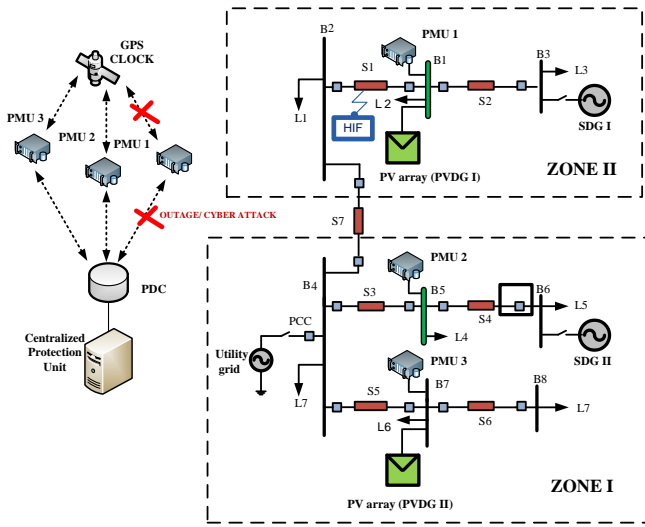 GPS
CLOCK
PMU 3
PMU 2
PMU 1
OUTAGE/ CYBER ATTACK
PDC
Centralized
Protection
Unit
B2
S1
PMU 1
B1
S2
B3
L3
L1
L 2
HIF
SDG I
PV array (PVDG I)
ZONE II
S7
B4
PMU 2
B5
S3
S4
B6
L5
PCC
L4
Utility
grid
SDG II
PMU 3
L7
S5
B7
S6
B8
L7
L6
PV array (PVDG II)
ZONE I